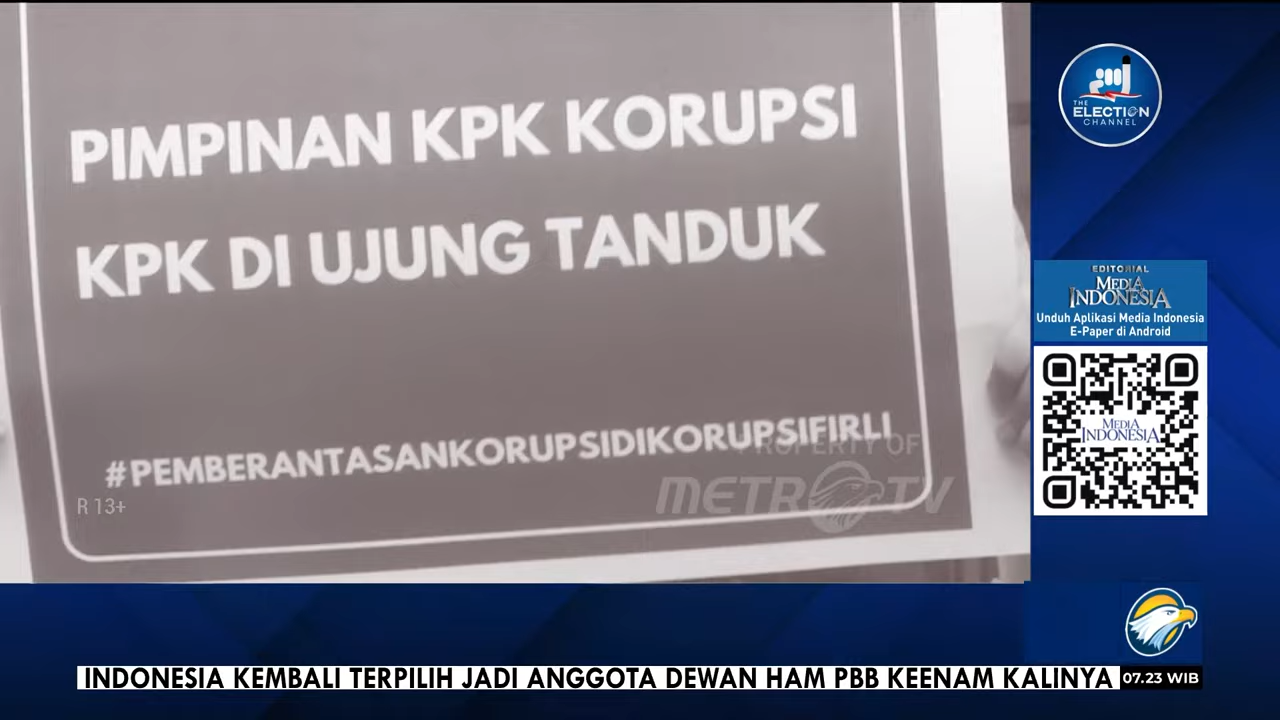 PIMPINAN KPK KORUPSI
KPK DI UJUNG TANDUK
#PEMBERANTASANKORUPSIDIKORUPSIFIRLI
R 13+
PROPERTY OF
METRO TV
THE
ELECTION
CHANNEL
EDITORIAL
MEDIA
INDONESIA
Unduh Aplikasi Media Indonesia
E-Paper di Android
MEDIA
INDONESIA
INDONESIA KEMBALI TERPILIH JADI ANGGOTA DEWAN HAM PBB KEENAM KALINYA
07.23 WIB